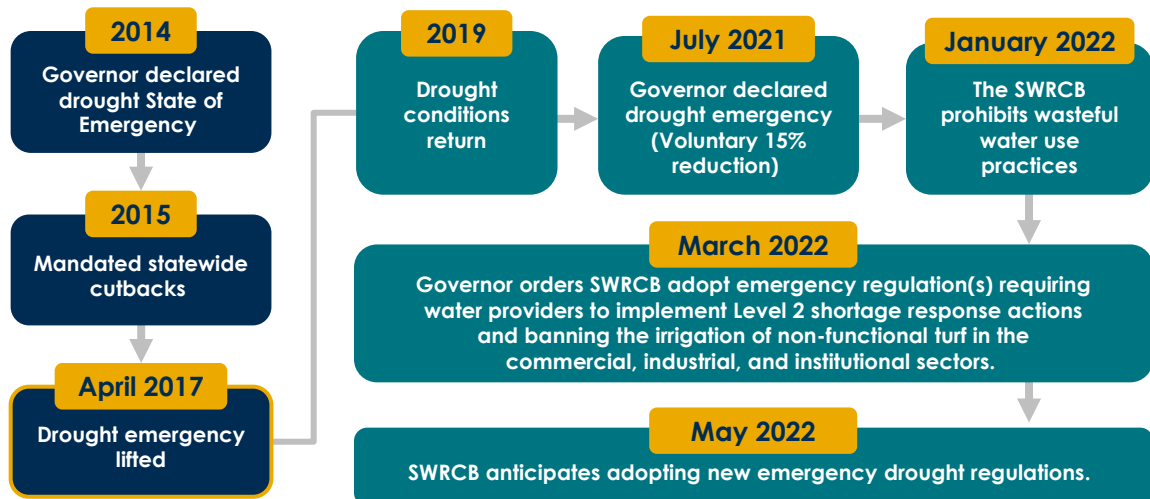 2014
Governor declared
drought State of
Emergency
2015
Mandated statewide
cutbacks
April 2017
Drought emergency
lifted
2019
Drought
conditions
return
July 2021
Governor declared
drought emergency
(Voluntary 15%
reduction)
January 2022
The SWRCB
prohibits wasteful
water use
practices
March 2022
Governor orders SWRCB adopt emergency regulation(s) requiring
water providers to implement Level 2 shortage response actions
and banning the irrigation of non-functional turf in the
commercial, industrial, and institutional sectors.
May 2022
SWRCB anticipates adopting new emergency drought regulations.